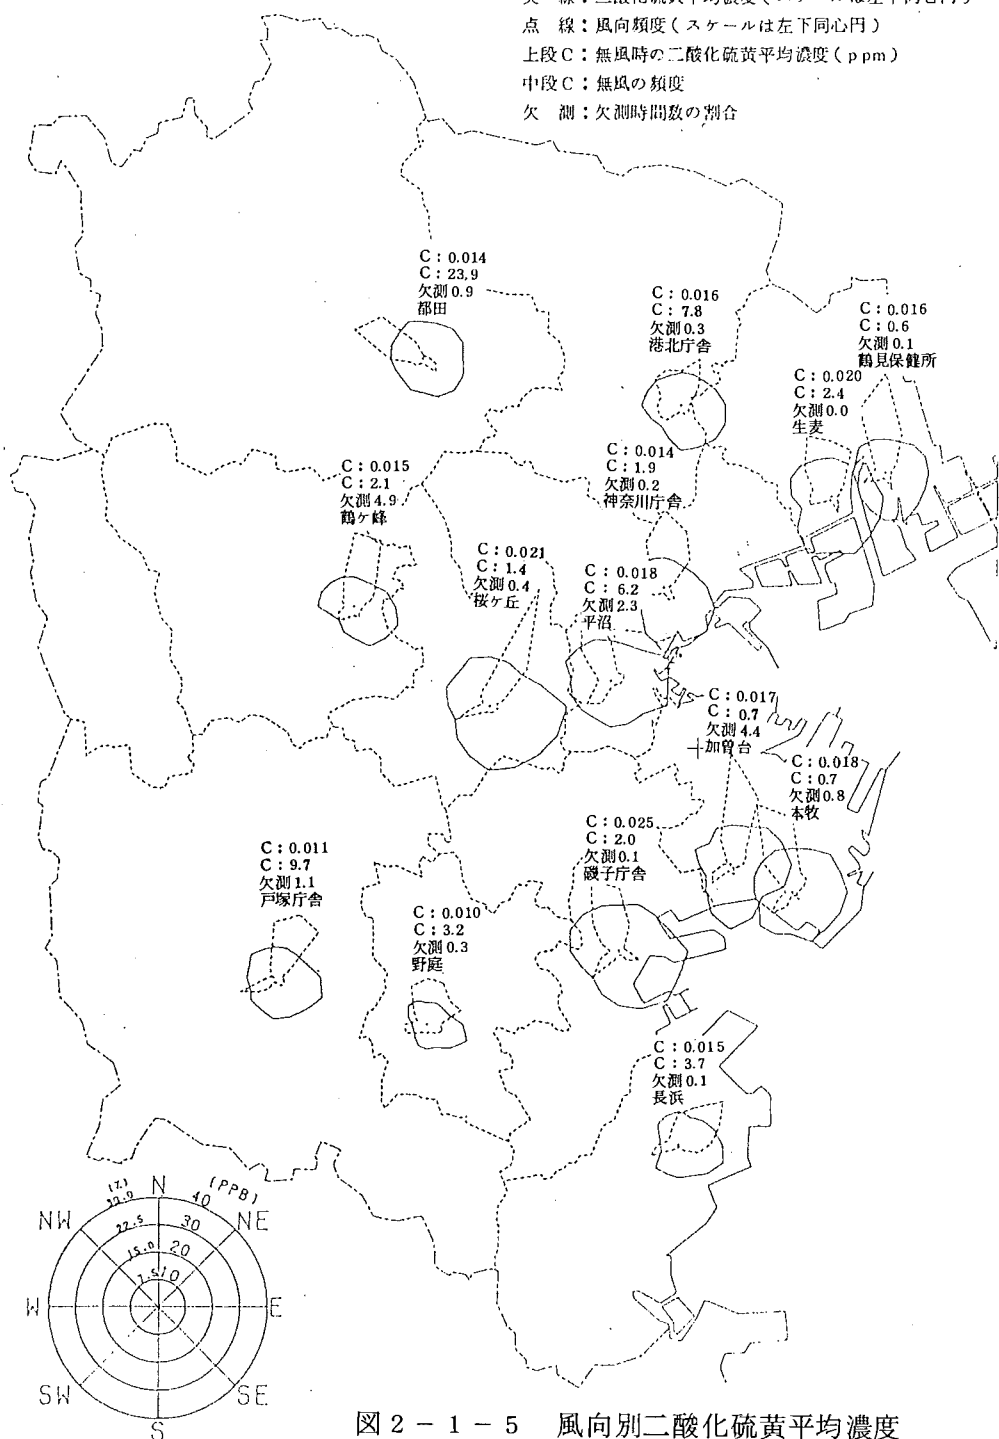 点　線：風向頻度（スケールは左下同心円）
上段C：無風時の二酸化硫黄平均濃度（ppm）
中段C：無風の頻度
欠　測：欠測時間数の割合
C：0.014
C：23,9
欠測0.9
都田
C：0.016
C：7.8
欠測0.3
港北庁舎
C：0.016
C：0.6
欠測0.1
鶴見保健所
C：0.020
C：2.4
欠測0.0
生麦
C：0.014
C：1.9
欠測0.2
神奈川庁舎
C：0.015
C：2.1
欠測4.9
鶴ケ峰
C：0.021
C：1.4
欠測0.4
桜ケ丘
C：0.018
C：6.2
欠測2.3
平沼
C：0.017
C：0.7
欠測4.4
加曽台
C：0.018
C：0.7
欠測0.8
本牧
C：0.025
C：2.0
欠測0.1
磯子庁舎
C：0.011
C：9.7
欠測1.1
戸塚庁舎
C：0.010
C：3.2
欠測0.3
野庭
C：0.015
C：3.7
欠測0.1
長浜
N
(PPB)
40
NW
NE
22.5
30
15.0
20
7.5
10
W
E
SW
SE
S
図2－1－5　風向別二酸化硫黄平均濃度